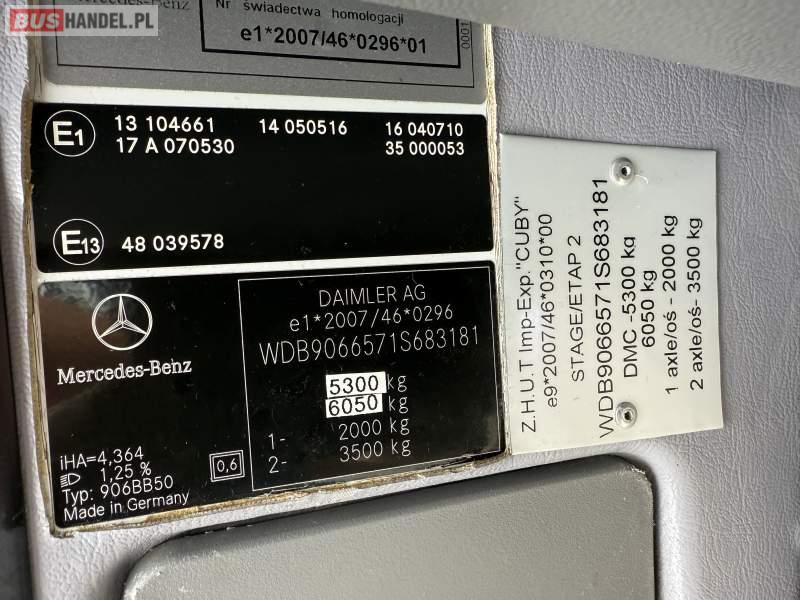 BUSHANDEL.PL
Mercedes-Benz
Nr świadectwa homologacji
e1*2007/46*0296*01
E1
13 104661 14 050516 16 040710
17 A 070530 35 000053
E13 48 039578
Mercedes-Benz
iHA=4,364
1,25 %
Typ: 906BB50
Made in Germany
0,6
DAIMLER AG
e1*2007/46*0296
WDB9066571S683181
5300 kg
6050 kg
1- 2000 kg
2- 3500 kg
Z.H.U.T Imp-Exp."CUBY"
e9*2007/46*0310*00
STAGE/ETAP 2
WDB9066571S683181
DMC -5300 kg
6050 kg
1 axle/oś - 2000 kg
2 axle/oś- 3500 kg